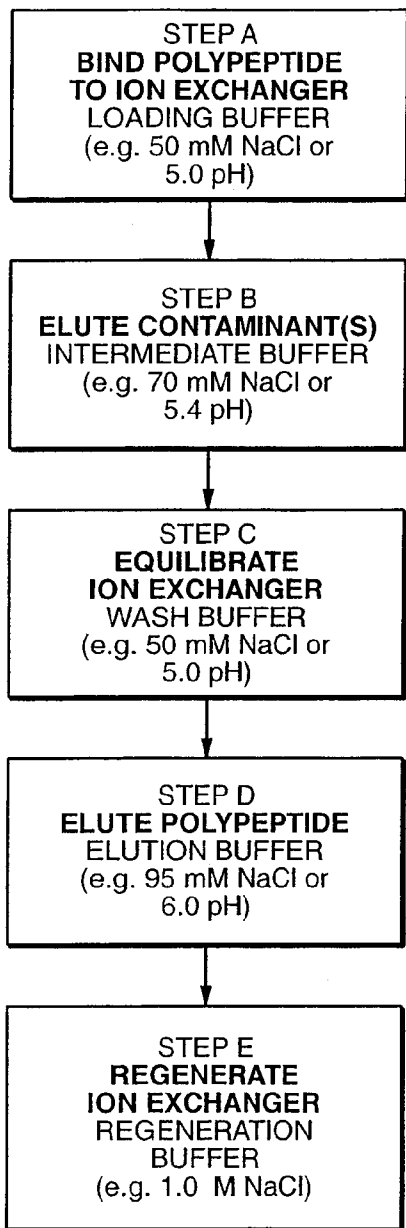 STEP A
BIND POLYPEPTIDE
TO ION EXCHANGER
LOADING BUFFER
(e.g. 50 mM NaCl or
5.0 pH)
STEP B
ELUTE CONTAMINANT(S)
INTERMEDIATE BUFFER
(e.g. 70 mM NaCl or
5.4 pH)
STEP C
EQUILIBRATE
ION EXCHANGER
WASH BUFFER
(e.g. 50 mM NaCl or
5.0 pH)
STEP D
ELUTE POLYPEPTIDE
ELUTION BUFFER
(e.g. 95 mM NaCl or
6.0 pH)
STEP E
REGENERATE
ION EXCHANGER
REGENERATION
BUFFER
(e.g. 1.0 M NaCl)